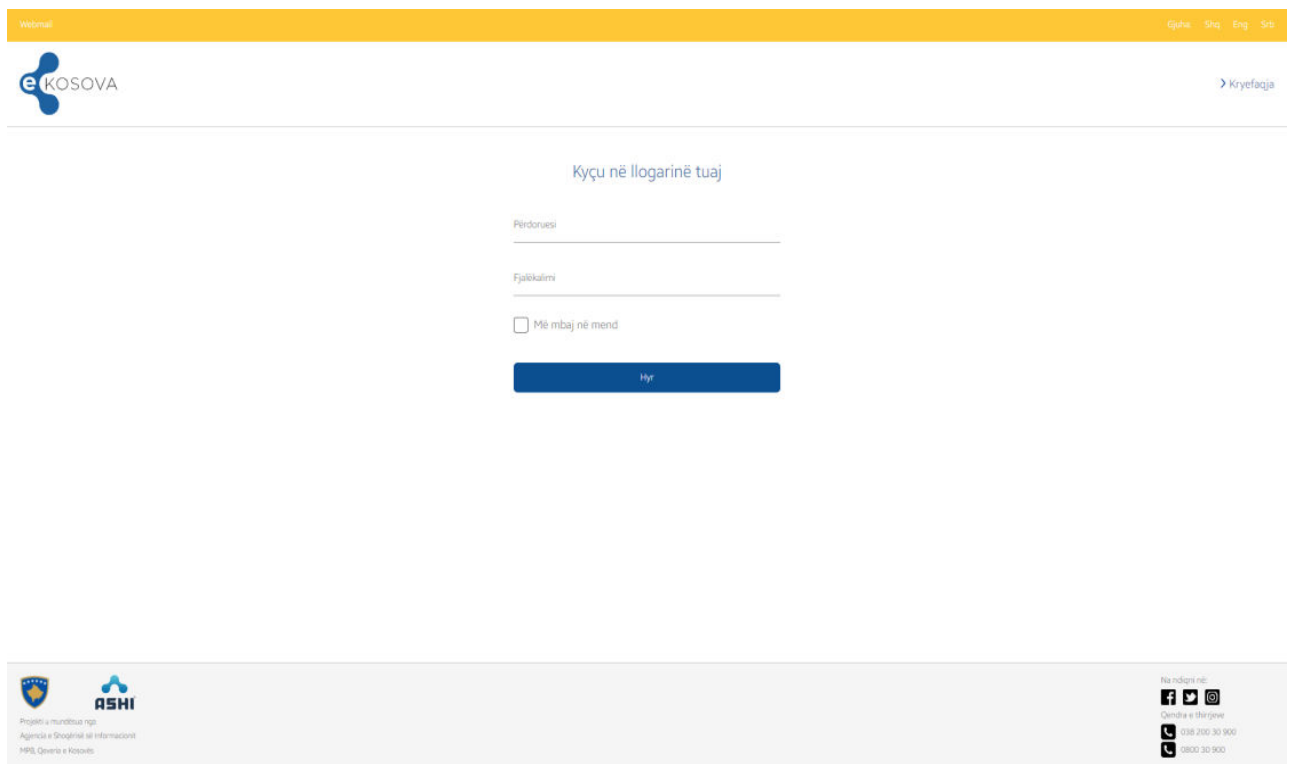 Webmail
Gjuha Shq Eng Srb
e KOSOVA
Kryefaqja
Kyçu në llogarinë tuaj
Përdoruesi
Fjalëkalimi
Më mbaj në mend
Hyr
ASHI
Projekti u mundësua nga
Agjencia e Shoqërisë së Informacionit
MPB, Qeveria e Kosovës
Na ndiqni në:
Qendra e thirrjeve
038 200 30 900
0800 30 900